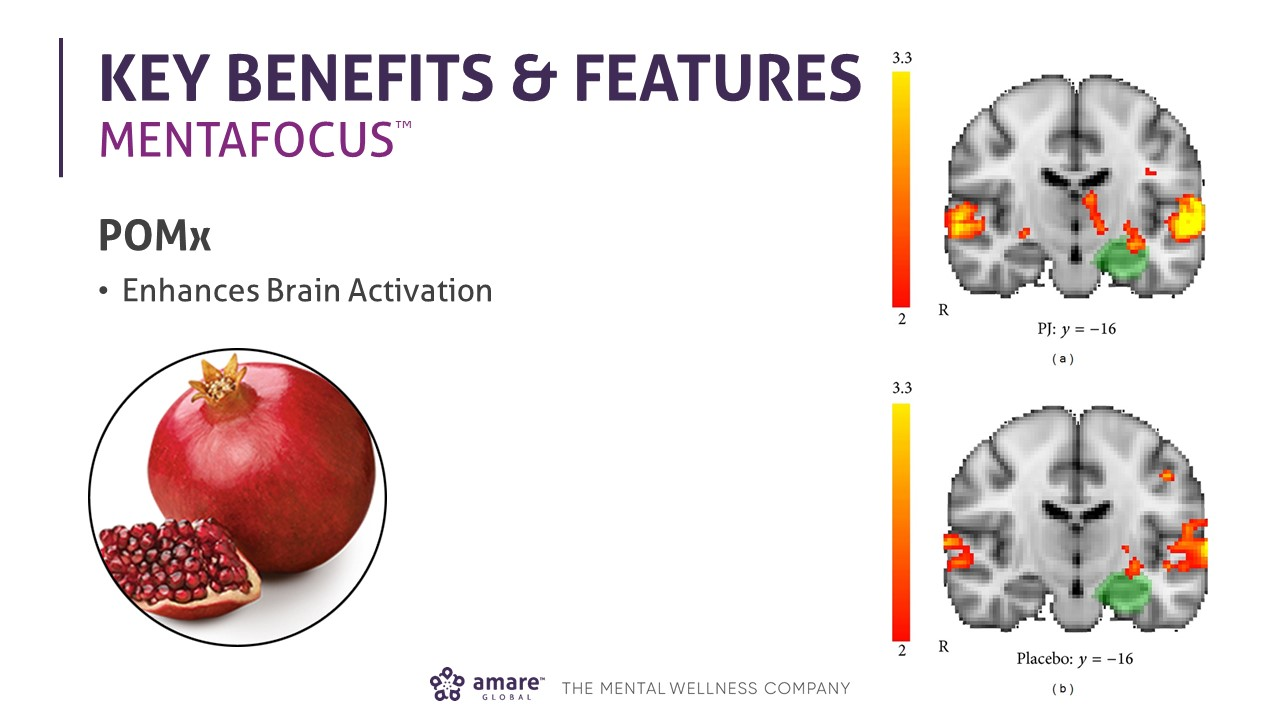 KEY BENEFITS & FEATURES
MENTAFOCUS™
POMx
• Enhances Brain Activation
3.3
2
R
PJ: y = −16
(a)
3.3
2
R
Placebo: y = −16
(b)
amare™
GLOBAL
THE MENTAL WELLNESS COMPANY